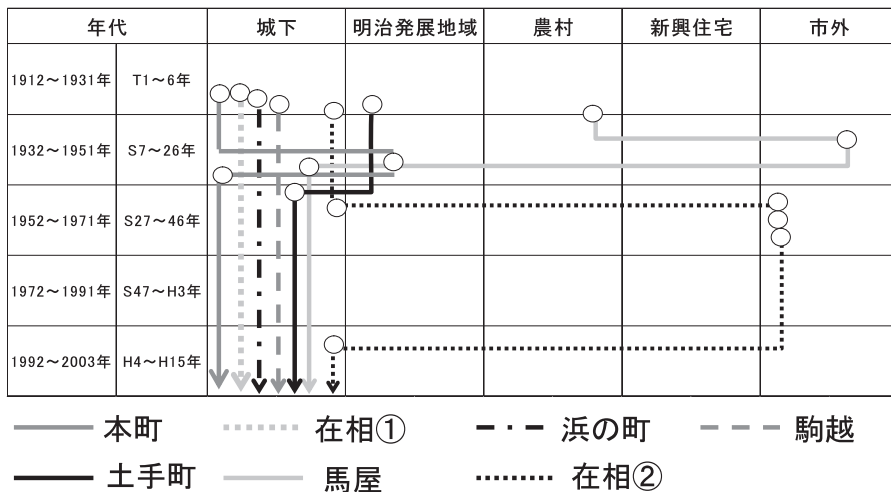 年代 城下 明治発展地域 農村 新興住宅 市外
1912～1931年 T1～6年
1932～1951年 S7～26年
1952～1971年 S27～46年
1972～1991年 S47～H3年
1992～2003年 H4～H15年
本町 在相① 浜の町 駒越
土手町 馬屋 在相②